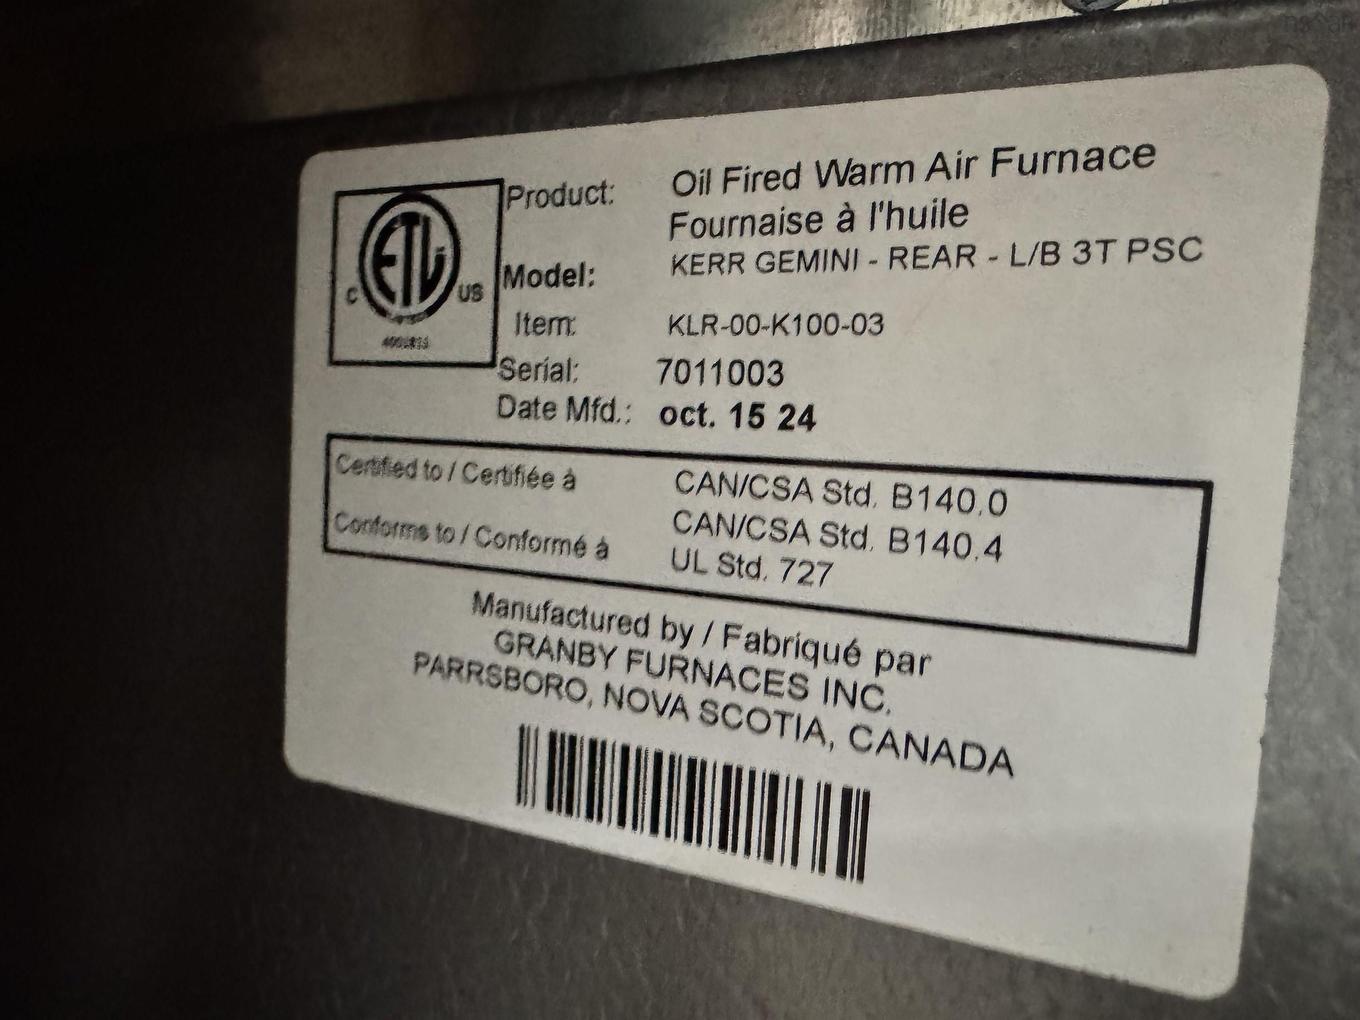 ETL
C US
Product: Oil Fired Warm Air Furnace
Fournaise à l'huile
Model: KERR GEMINI - REAR - L/B 3T PSC
Item: KLR-00-K100-03
Serial: 7011003
Date Mfd.: oct. 15 24
Certified to / Certifiée à CAN/CSA Std. B140.0
CAN/CSA Std. B140.4
Conforms to / Conformé à UL Std. 727
Manufactured by / Fabriqué par
GRANBY FURNACES INC.
PARRSBORO, NOVA SCOTIA, CANADA